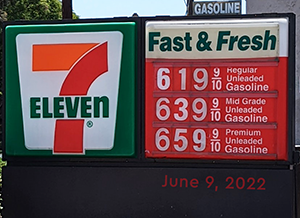 GASOLINE
Fast & Fresh
7
ELEVEn®
6 19 9/10 Regular
Unleaded
Gasoline
6 39 9/10 Mid Grade
Unleaded
Gasoline
6 59 9/10 Premium
Unleaded
Gasoline
June 9, 2022